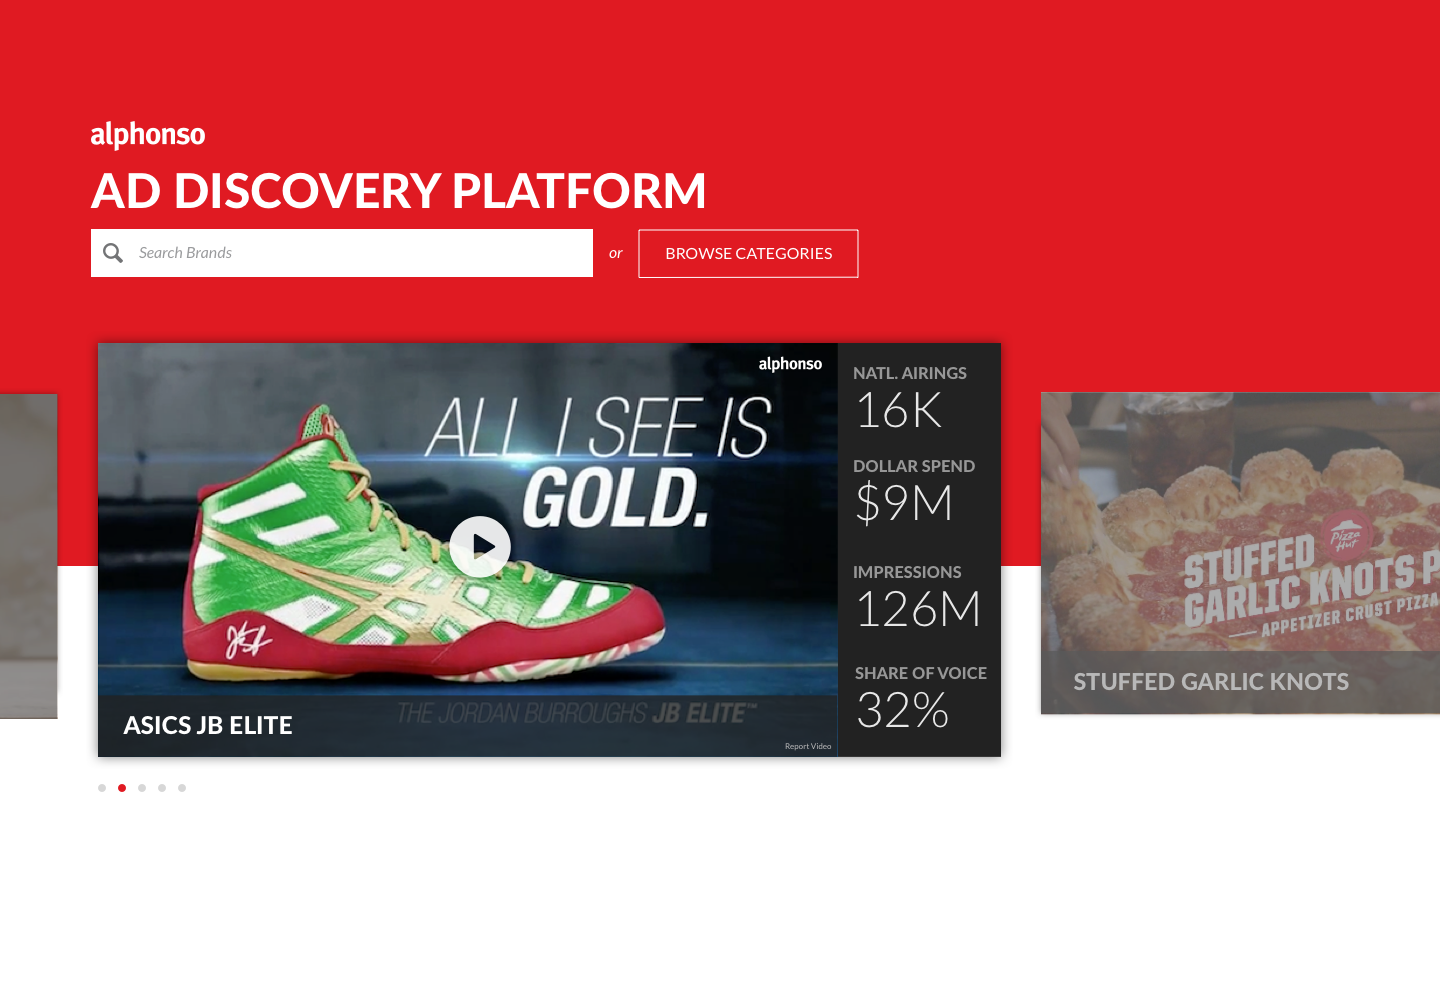 alphonso
AD DISCOVERY PLATFORM
Search Brands
or
BROWSE CATEGORIES
alphonso
ALL I SEE IS
GOLD.
THE JORDAN BURROUGHS JB ELITE™
ASICS JB ELITE
Report Video
NATL. AIRINGS
16K
DOLLAR SPEND
$9M
IMPRESSIONS
126M
SHARE OF VOICE
32%
Pizza
Hut
STUFFED
GARLIC KNOTS P
APPETIZER CRUST PIZZA
STUFFED GARLIC KNOTS